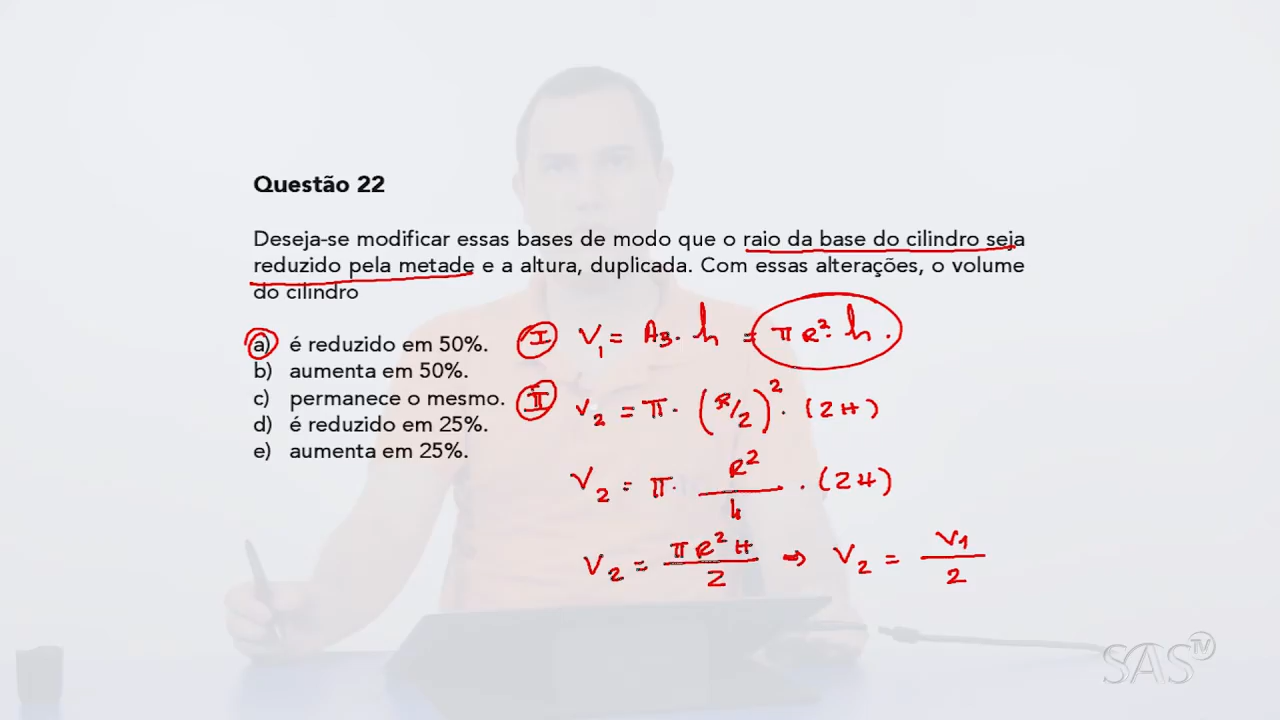 Questão 22
Deseja-se modificar essas bases de modo que o raio da base do cilindro seja
reduzido pela metade e a altura, duplicada. Com essas alterações, o volume
do cilindro
a) é reduzido em 50%.
b) aumenta em 50%.
c) permanece o mesmo.
d) é reduzido em 25%.
e) aumenta em 25%.
I V₁ = AB · h = π R² · h .
II V₂ = π · (R/2)² · (2H)
V₂ = π · R²/4 · (2H)
V₂ = πR²H/2 → V₂ = V₁/2
SAS TV